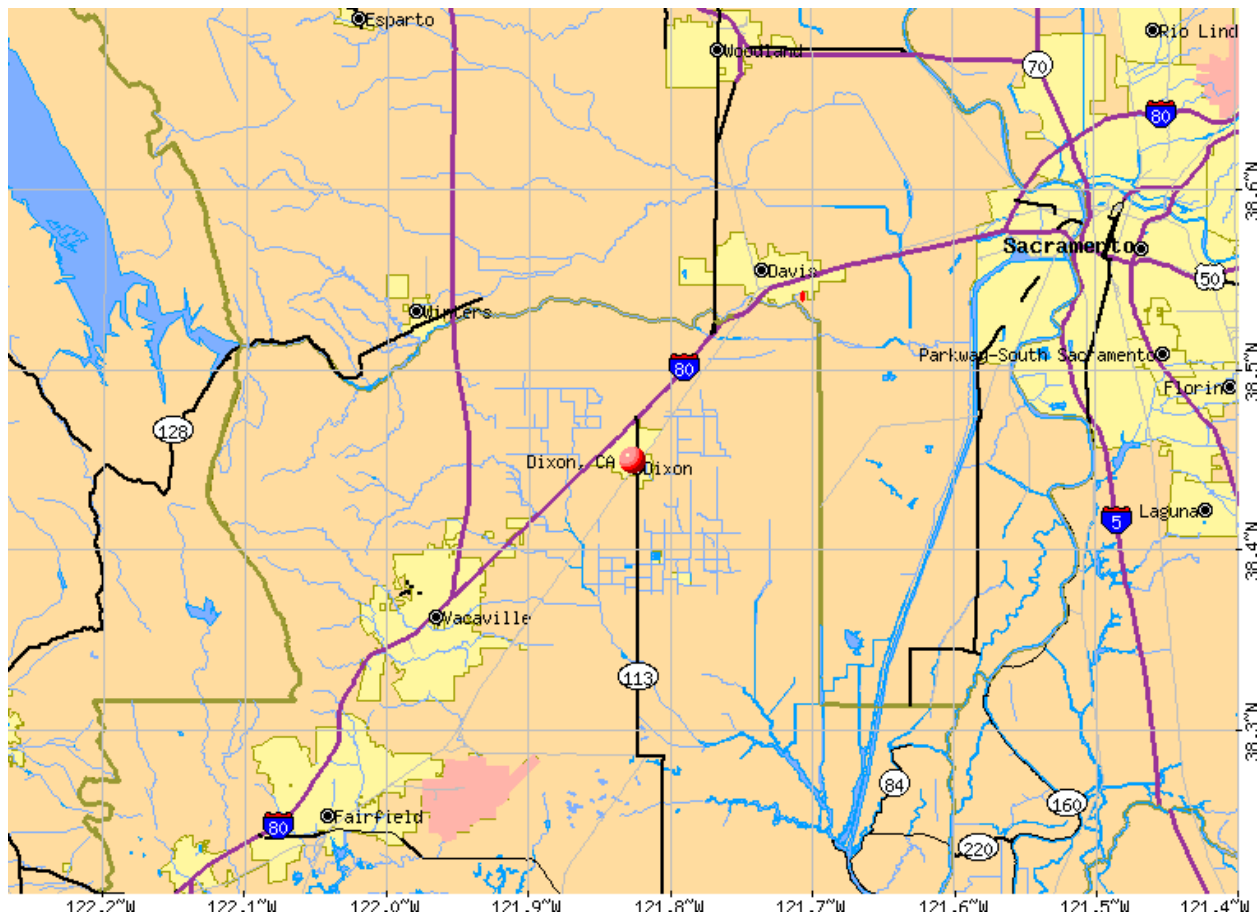 Esparto
Woodland
Rio Lind
70
80
38.6°N
Sacramento
Davis
50
Winters
Parkway-South Sacramento
80
38.5°N
Florin
128
Dixon, CA
Dixon
Laguna
5
38.4°N
Vacaville
113
38.3°N
84
160
Fairfield
80
220
122.2°W
122.1°W
122.0°W
121.9°W
121.8°W
121.7°W
121.6°W
121.5°W
121.4°W